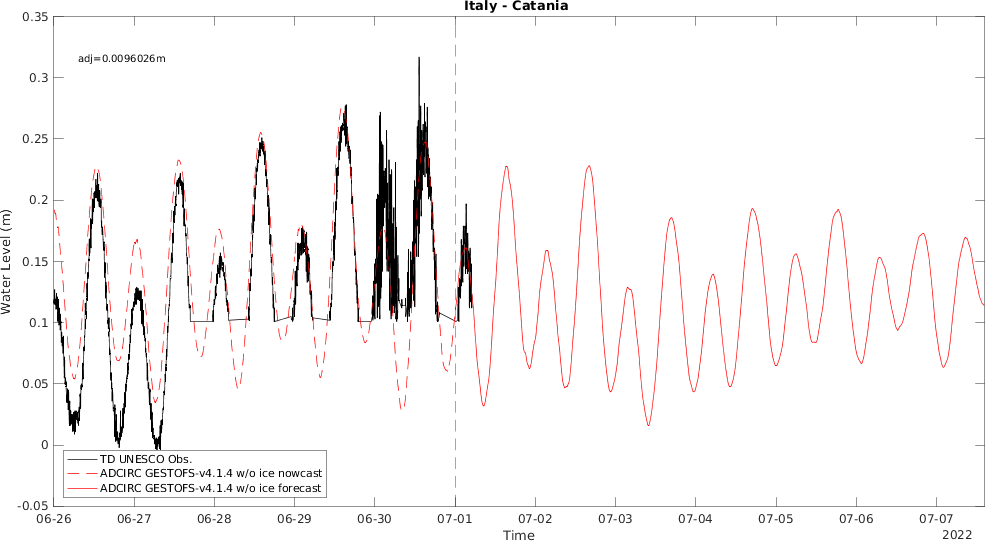 Italy - Catania
adj=0.0096026m
0.35
0.3
0.25
0.2
0.15
0.1
0.05
0
-0.05
Water Level (m)
TD UNESCO Obs.
ADCIRC GESTOFS-v4.1.4 w/o ice nowcast
ADCIRC GESTOFS-v4.1.4 w/o ice forecast
06-26 06-27 06-28 06-29 06-30 07-01 07-02 07-03 07-04 07-05 07-06 07-07
Time
2022